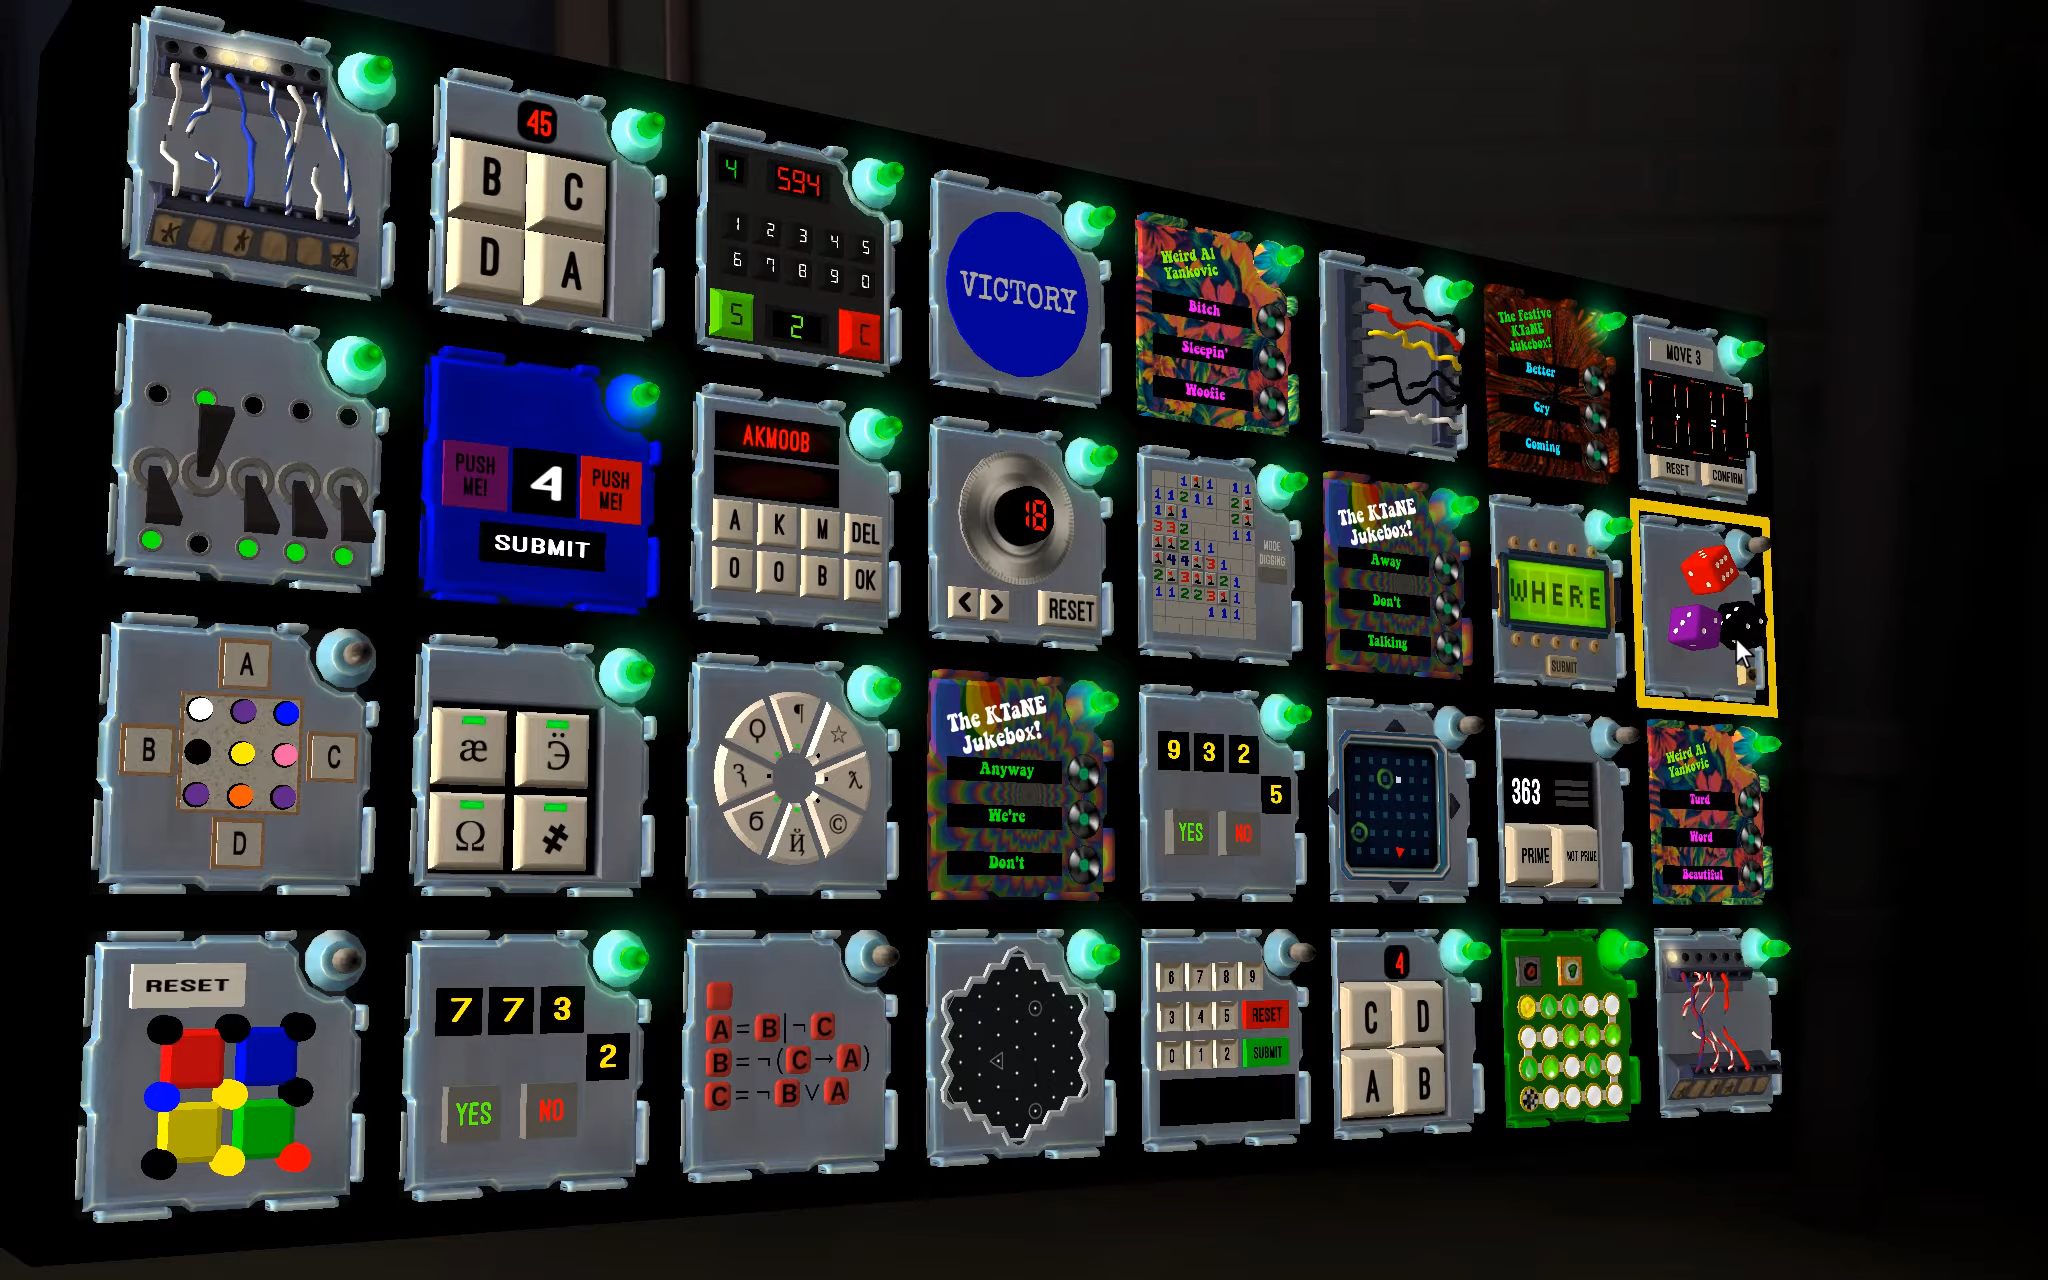 45
B C
D A
4 594
1 2 3 4 5
6 7 8 9 0
S 2 C
VICTORY
Weird Al
Yankovic
Bitch
Sleepin'
Woofie
The Festive
KTaNE
Jukebox!
Better
Cry
Coming
MOVE 3
RESET CONFIRM
PUSH
ME!
4
PUSH
ME!
SUBMIT
AKMOOB
A K M DEL
O O B OK
18
< > RESET
MODE
DIGGING
The KTaNE
Jukebox!
Away
Don't
Talking
WHERE
SUBMIT
A
B C
D
æ Ӭ
Ω ҂
Ϙ ¶ ☆
ƛ
©
Ҋ
б
The KTaNE
Jukebox!
Anyway
We're
Don't
9 3 2
5
YES NO
363
PRIME NOT PRIME
Weird Al
Yankovic
Turd
Word
Beautiful
RESET
7 7 3
2
YES NO
A = B | ¬ C
B = ¬ ( C → A )
C = ¬ B ∨ A
6 7 8 9
3 4 5 RESET
0 1 2 SUBMIT
4
C D
A B